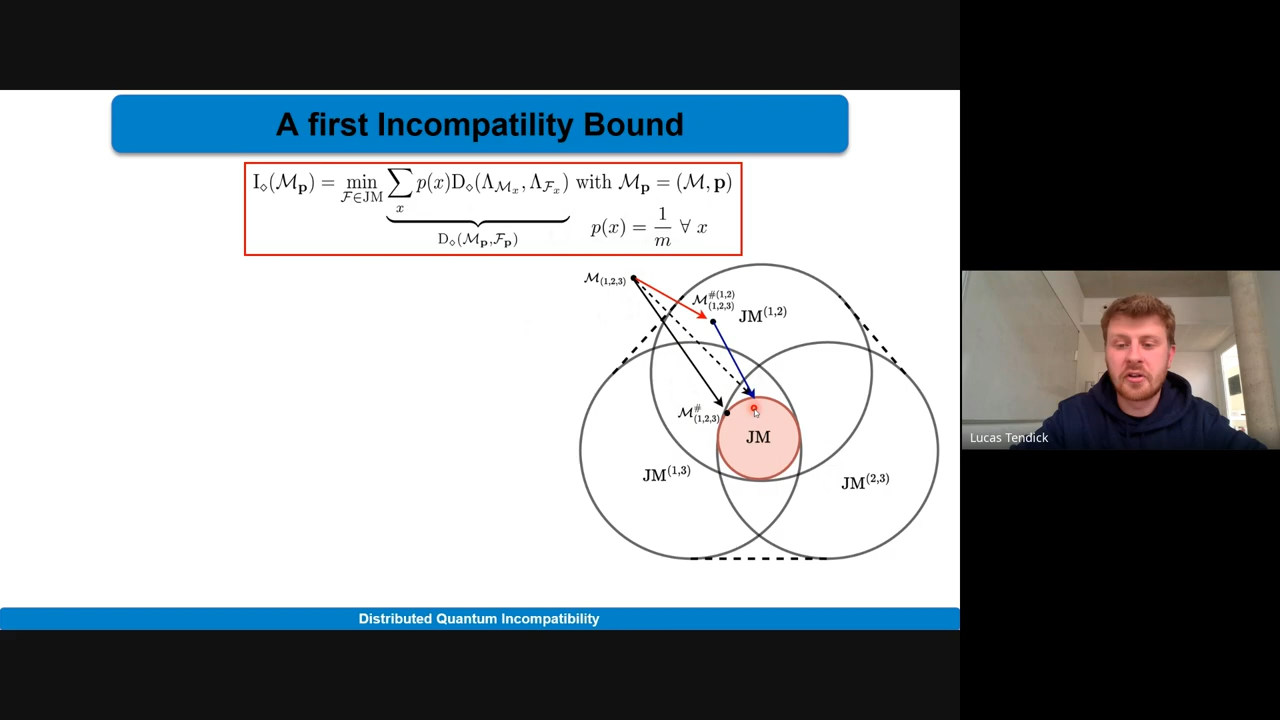 A first Incompatility Bound
I⋄(ℳ𝐩) = min ℱ∈JM ∑ x p(x)D⋄(Λℳx, Λℱx) with ℳ𝐩 = (ℳ, 𝐩)
D⋄(ℳ𝐩,ℱ𝐩)
p(x) = 1/m ∀ x
ℳ(1,2,3)
ℳ#(1,2)(1,2,3)
JM(1,2)
ℳ#(1,2,3)
JM
JM(1,3)
JM(2,3)
Lucas Tendick
Distributed Quantum Incompatibility